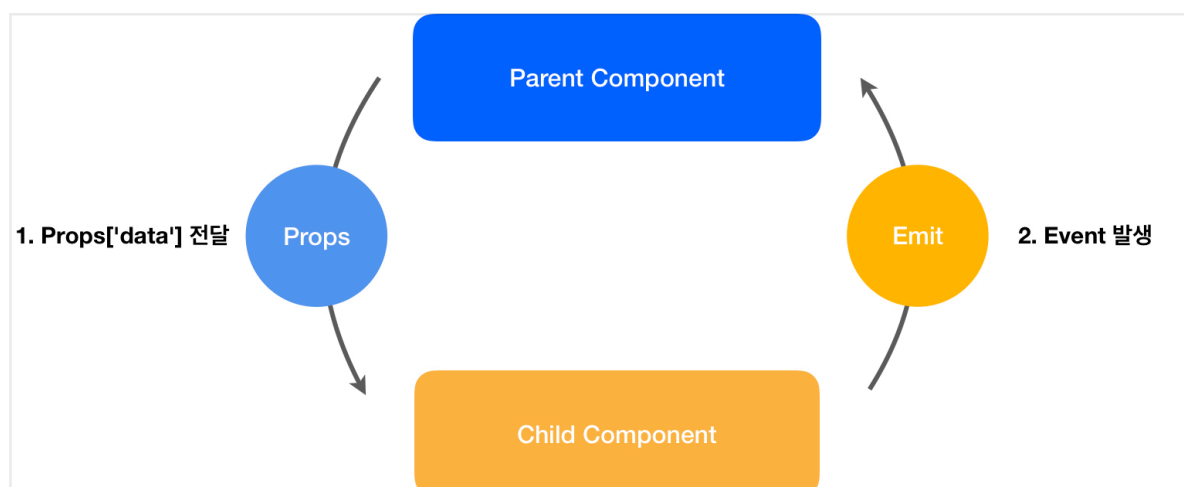 Parent Component
1. Props['data'] 전달
Props
Emit
2. Event 발생
Child Component